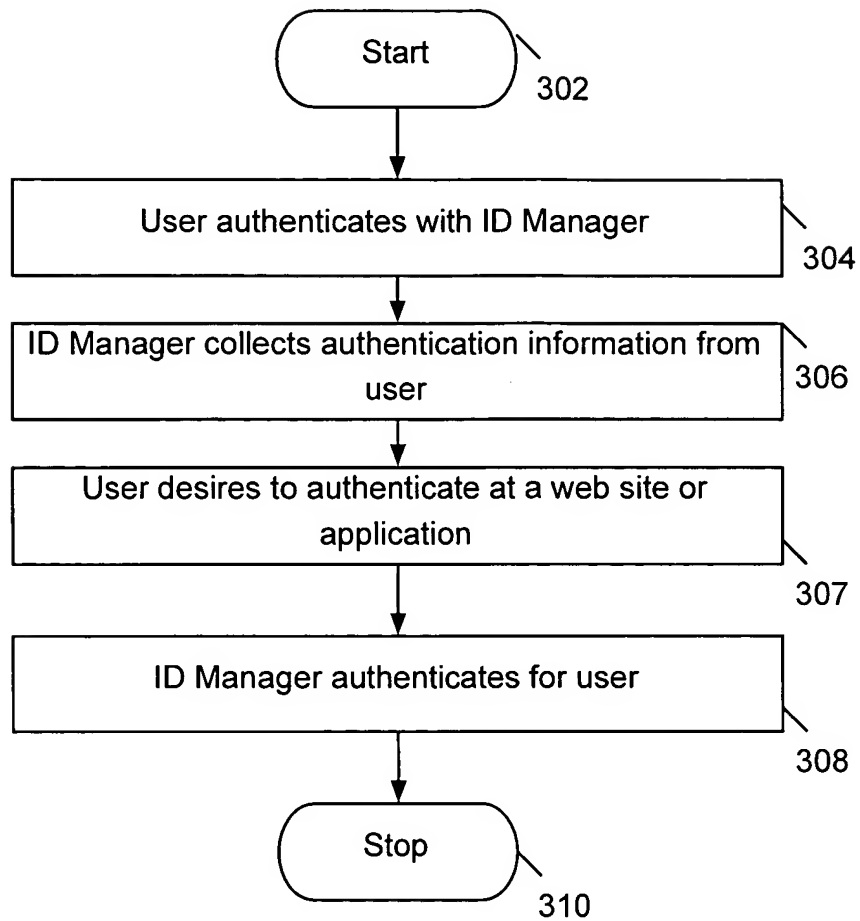 Start
302
User authenticates with ID Manager
304
ID Manager collects authentication information from
user
306
User desires to authenticate at a web site or
application
307
ID Manager authenticates for user
308
Stop
310